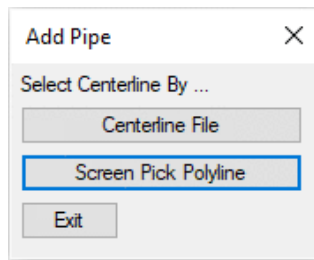 Add Pipe
Select Centerline By ...
Centerline File
Screen Pick Polyline
Exit